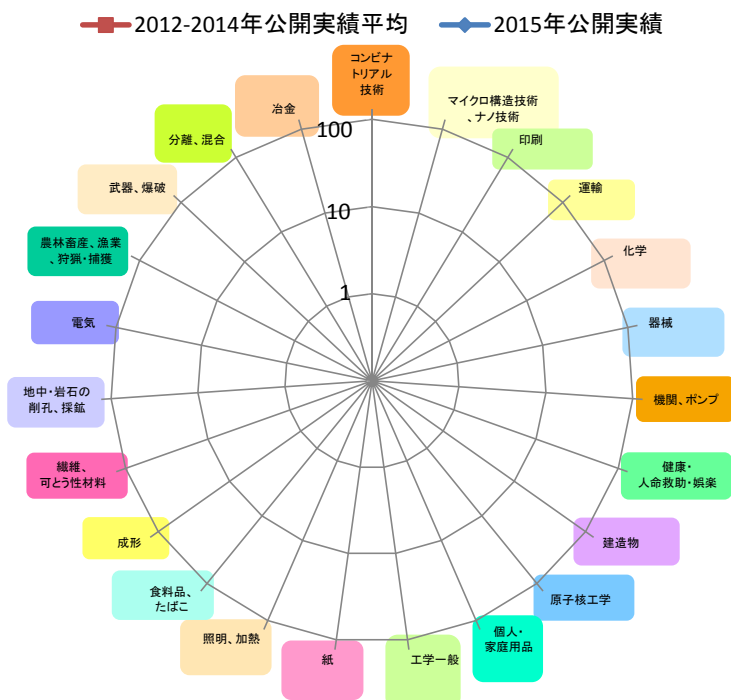 2012-2014年公開実績平均
2015年公開実績
コンビナ
トリアル
技術
マイクロ構造技術
、ナノ技術
印刷
運輸
化学
器械
機関、ポンプ
健康・
人命救助・娯楽
建造物
原子核工学
個人・
家庭用品
工学一般
紙
照明、加熱
食料品、
たばこ
成形
繊維、
可とう性材料
地中・岩石の
削孔、採鉱
電気
農林畜産、漁業
、狩猟・捕獲
武器、爆破
分離、混合
冶金
100
10
1